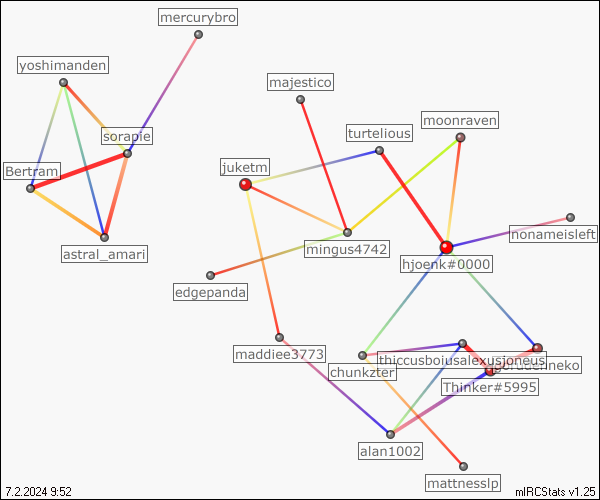 mercurybro
yoshimanden
majestico
moonraven
turtelious
sorapie
juketm
Bertram
nonameisleft
astral_amari
mingus4742
hjoenk#0000
edgepanda
maddiee3773
thiccusboiusalexusjoneus
chunkzter
Thinker#5995
alan1002
mattnesslp
7.2.2024 9:52
mIRCStats v1.25